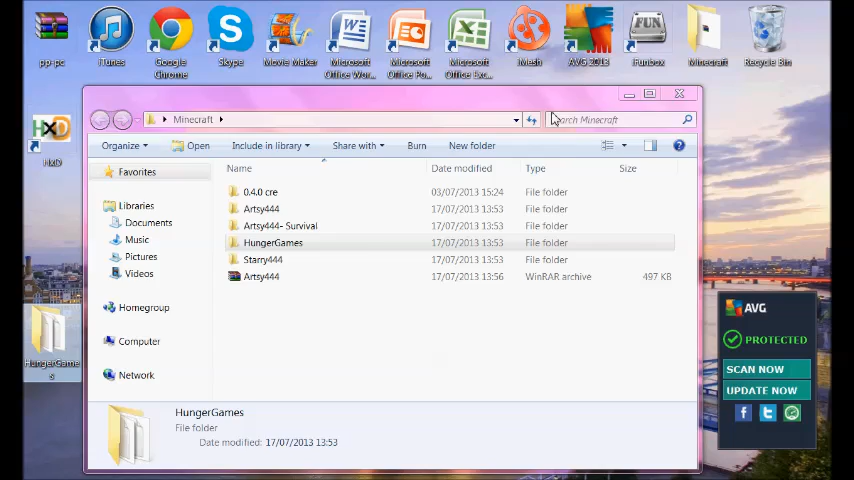 pp-pc
iTunes
Google Chrome
Skype
Movie Maker
Microsoft Office Wor...
Microsoft Office Po...
Microsoft Office Exc...
iMesh
AVG 2013
FUN
Funbox
Minecraft
Recycle Bin
HxD
HungerGames
Minecraft
Minecraft
Organize
Open
Include in library
Share with
Burn
New folder
Favorites
Libraries
Documents
Music
Pictures
Videos
Homegroup
Computer
Network
Name Date modified Type Size
0.4.0 cre 03/07/2013 15:24 File folder
Artsy444 17/07/2013 13:53 File folder
Artsy444- Survival 17/07/2013 13:53 File folder
HungerGames 17/07/2013 13:53 File folder
Starry444 17/07/2013 13:53 File folder
Artsy444 17/07/2013 13:56 WinRAR archive 497 KB
HungerGames
File folder
Date modified: 17/07/2013 13:53
AVG
PROTECTED
SCAN NOW
UPDATE NOW